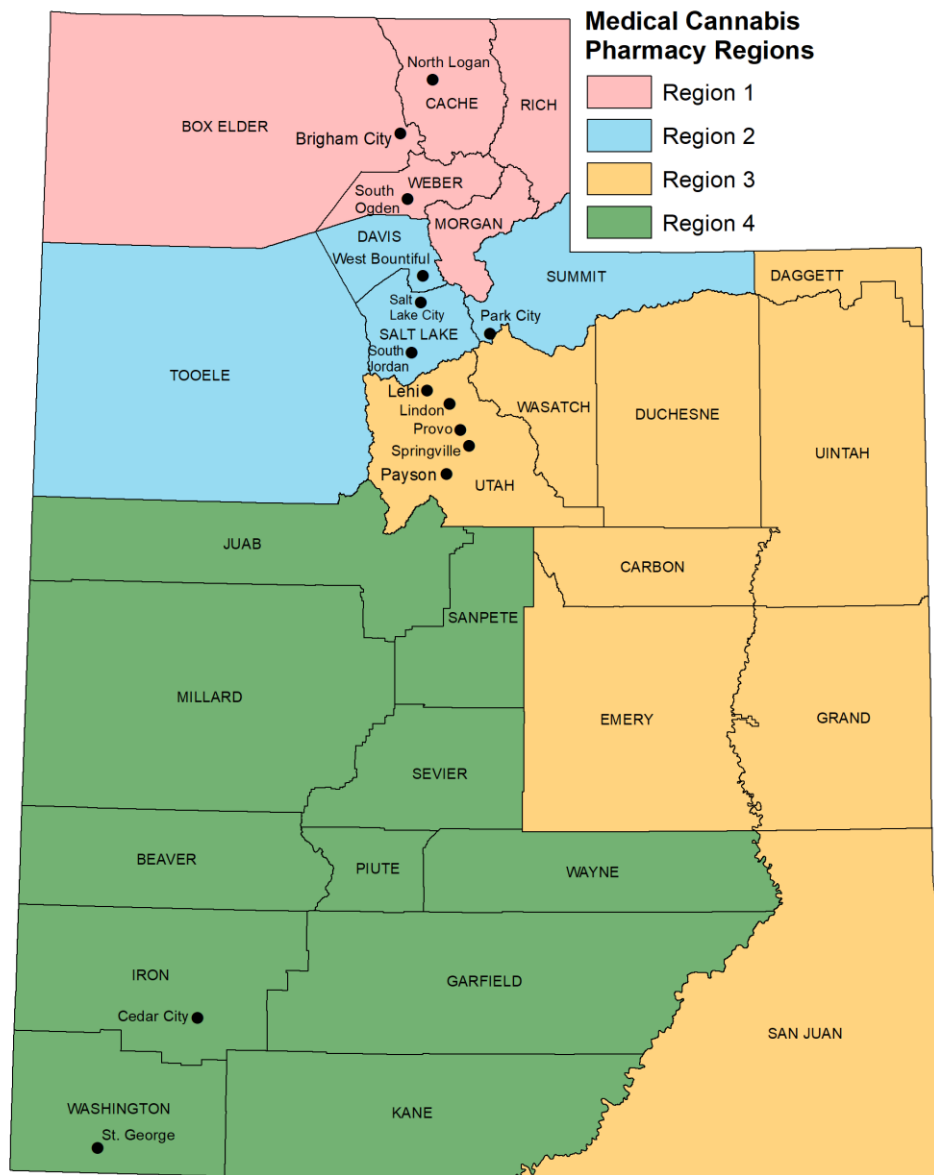 Medical Cannabis
Pharmacy Regions
Region 1
Region 2
Region 3
Region 4
North Logan
CACHE
RICH
BOX ELDER
Brigham City
WEBER
South
Ogden
MORGAN
DAVIS
West Bountiful
SUMMIT
DAGGETT
Salt
Lake City
Park City
SALT LAKE
South
Jordan
TOOELE
Lehi
Lindon
WASATCH
DUCHESNE
Provo
Springville
UINTAH
Payson
UTAH
JUAB
CARBON
SANPETE
MILLARD
EMERY
GRAND
SEVIER
BEAVER
PIUTE
WAYNE
IRON
GARFIELD
Cedar City
SAN JUAN
WASHINGTON
KANE
St. George